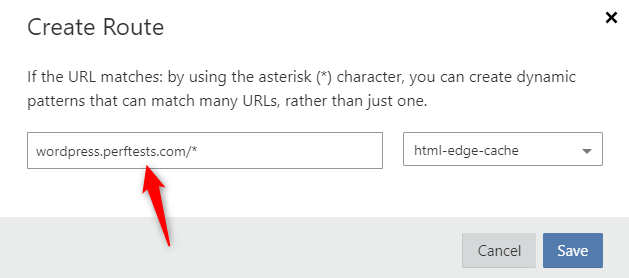 Create Route
If the URL matches: by using the asterisk (*) character, you can create dynamic
patterns that can match many URLs, rather than just one.
wordpress.perftests.com/*
html-edge-cache
Cancel
Save